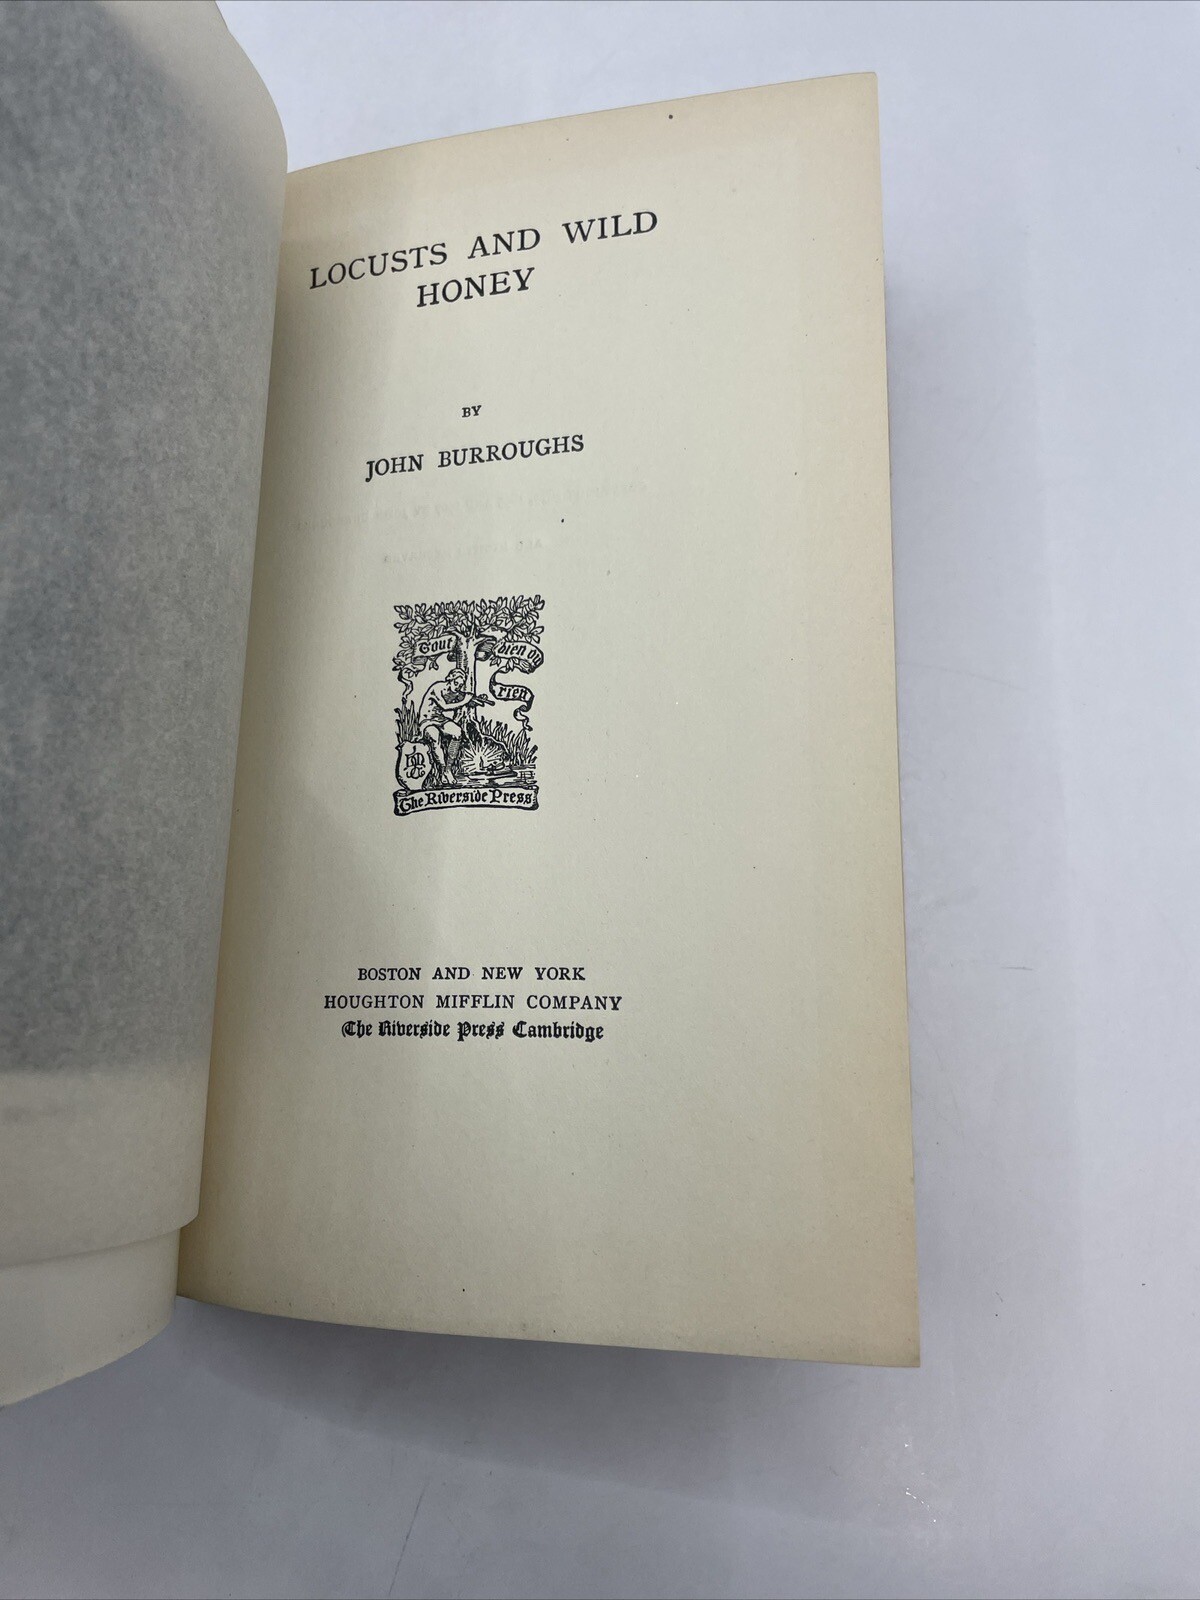 LOCUSTS AND WILD
HONEY
BY
JOHN BURROUGHS
Tout bien ou
rien
The Riverside Press
BOSTON AND NEW YORK
HOUGHTON MIFFLIN COMPANY
The Riverside Press Cambridge